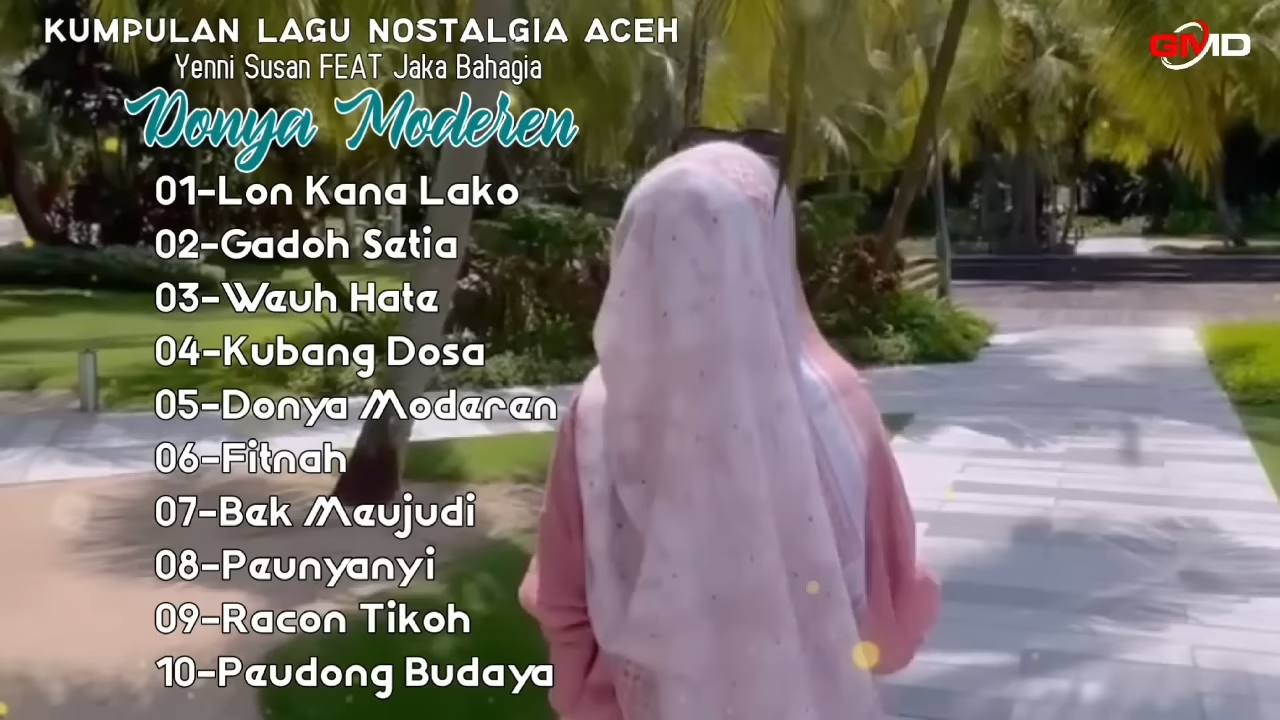 KUMPULAN LAGU NOSTALGIA ACEH
GMD
Yenni Susan FEAT Jaka Bahagia
Donya Moderen
01-Lon Kana Lako
02-Gadoh Setia
03-Weuh Hate
04-Kubang Dosa
05-Donya Moderen
06-Fitnah
07-Bek Meujudi
08-Peunyanyi
09-Racon Tikoh
10-Peudong Budaya